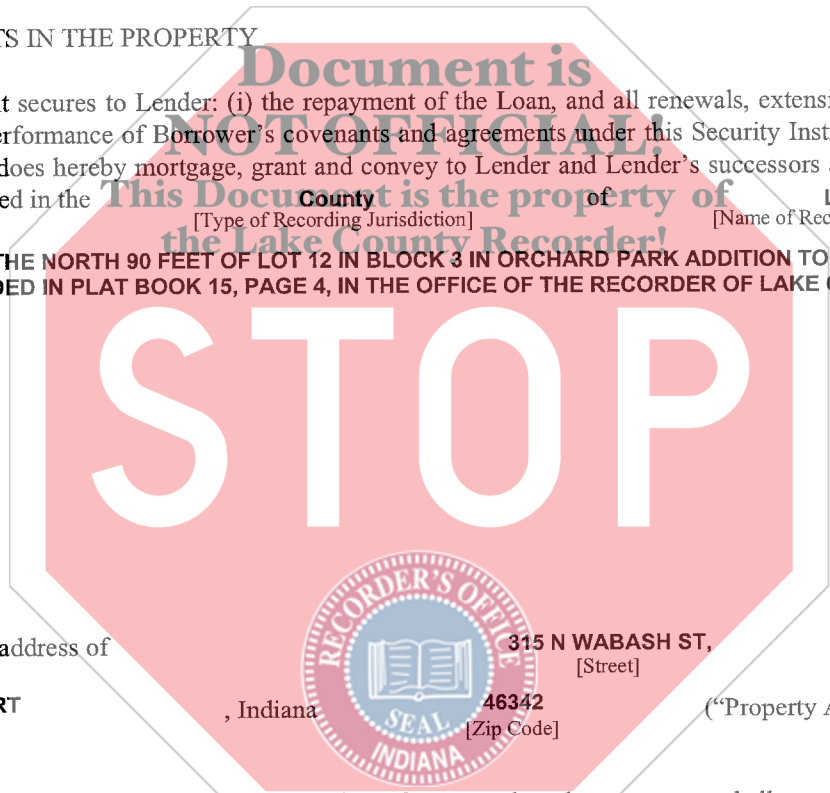 TS IN THE PROPERTY
Document is
t secures to Lender: (i) the repayment of the Loan, and all renewals, extensi
NOT OFFICIAL!
erformance of Borrower's covenants and agreements under this Security Inst
does hereby mortgage, grant and convey to Lender and Lender's successors
ed in the County of L
This Document is the property of
[Type of Recording Jurisdiction] [Name of Rec
the Lake County Recorder!
THE NORTH 90 FEET OF LOT 12 IN BLOCK 3 IN ORCHARD PARK ADDITION TO
DED IN PLAT BOOK 15, PAGE 4, IN THE OFFICE OF THE RECORDER OF LAKE
STOP
RECORDER'S OFFICE
address of 315 N WABASH ST,
[Street]
RT , Indiana 46342 ("Property A
SEAL
[Zip Code]
INDIANA